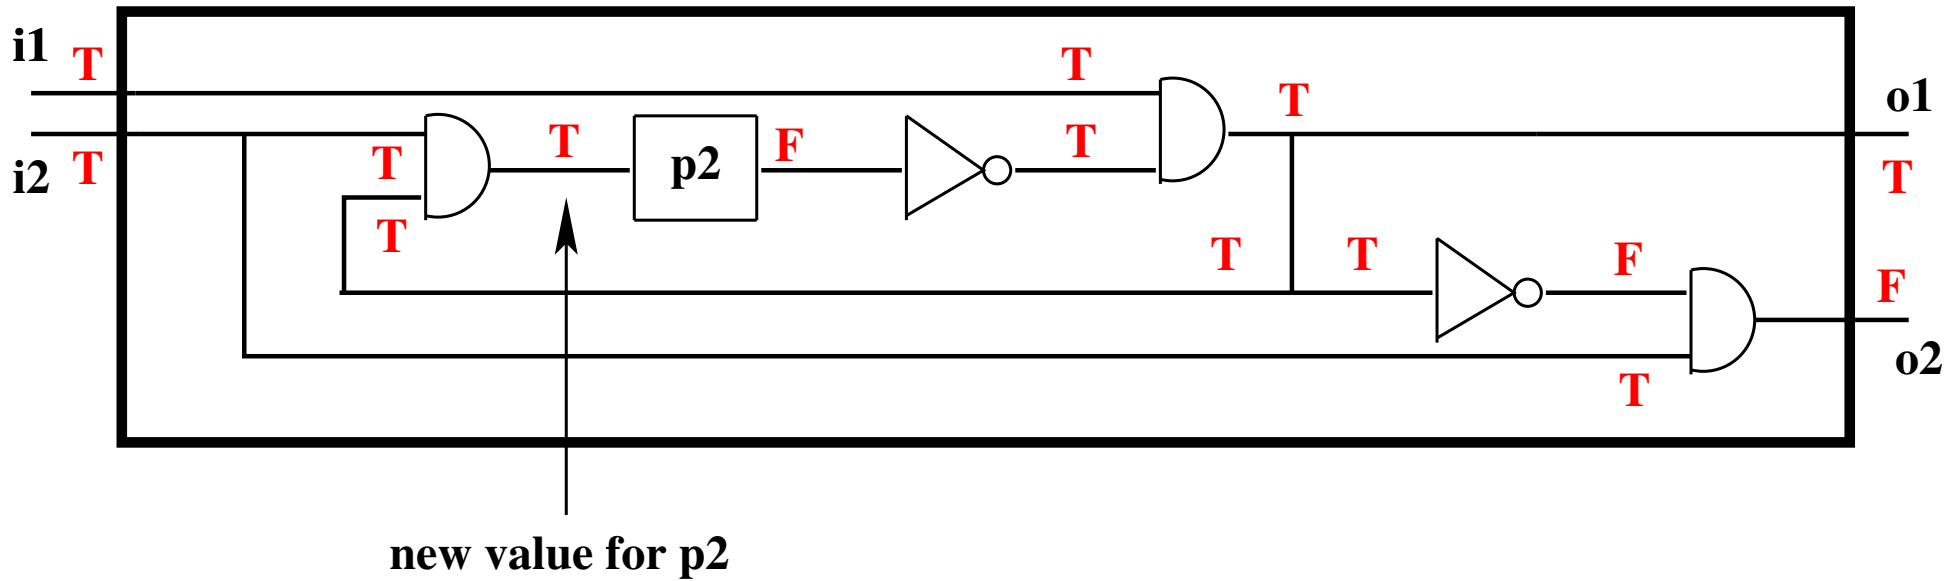 i1 T T T o1
T T F T
i2 T T p2 T
T T T F F
T o2
new value for p2